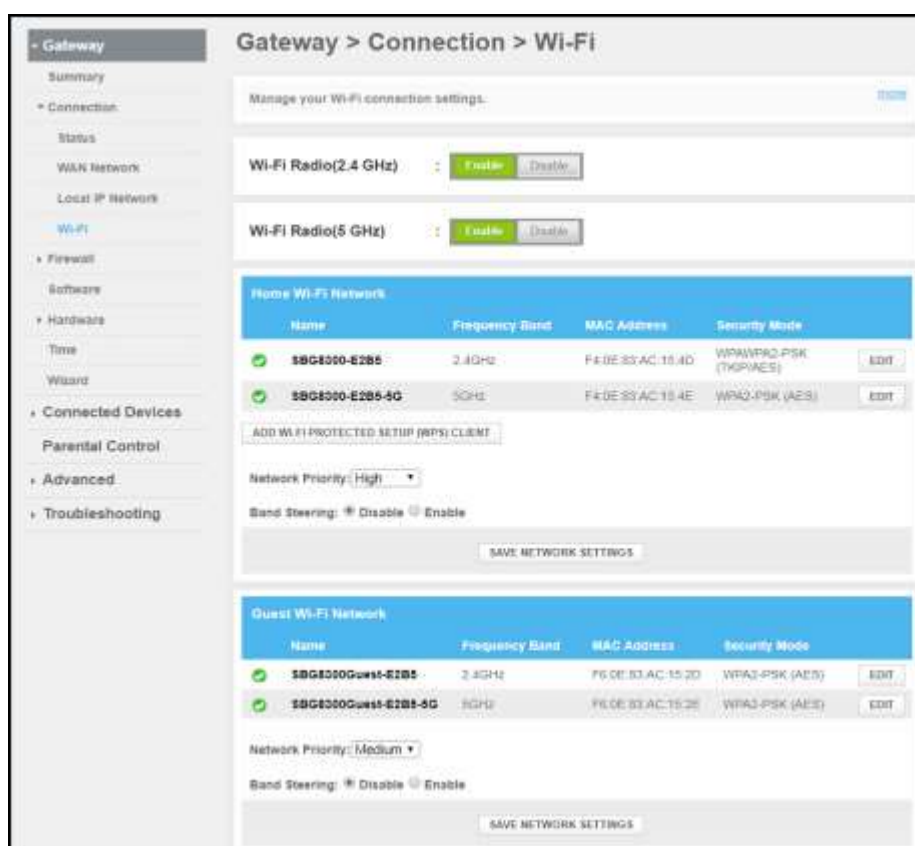 Gateway
Summary
Connection
Status
WAN Network
Local IP Network
Wi-Fi
Firewall
Software
Hardware
Time
Wizard
Connected Devices
Parental Control
Advanced
Troubleshooting
Gateway > Connection > Wi-Fi
Manage your Wi-Fi connection settings. more
Wi-Fi Radio(2.4 GHz) : Enable Disable
Wi-Fi Radio(5 GHz) : Enable Disable
Home Wi-Fi Network
Name Frequency Band MAC Address Security Mode
SBG8300-E2B5 2.4GHz WPAWPA2-PSK (TKIP/AES) EDIT
SBG8300-E2B5-5G 5GHz WPA2-PSK (AES) EDIT
ADD WI-FI PROTECTED SETUP (WPS) CLIENT
Network Priority: High
Band Steering: Disable Enable
SAVE NETWORK SETTINGS
Guest Wi-Fi Network
Name Frequency Band MAC Address Security Mode
SBG8300Guest-E2B5 2.4GHz WPA2-PSK (AES) EDIT
SBG8300Guest-E2B5-5G 5GHz WPA2-PSK (AES) EDIT
Network Priority: Medium
Band Steering: Disable Enable
SAVE NETWORK SETTINGS